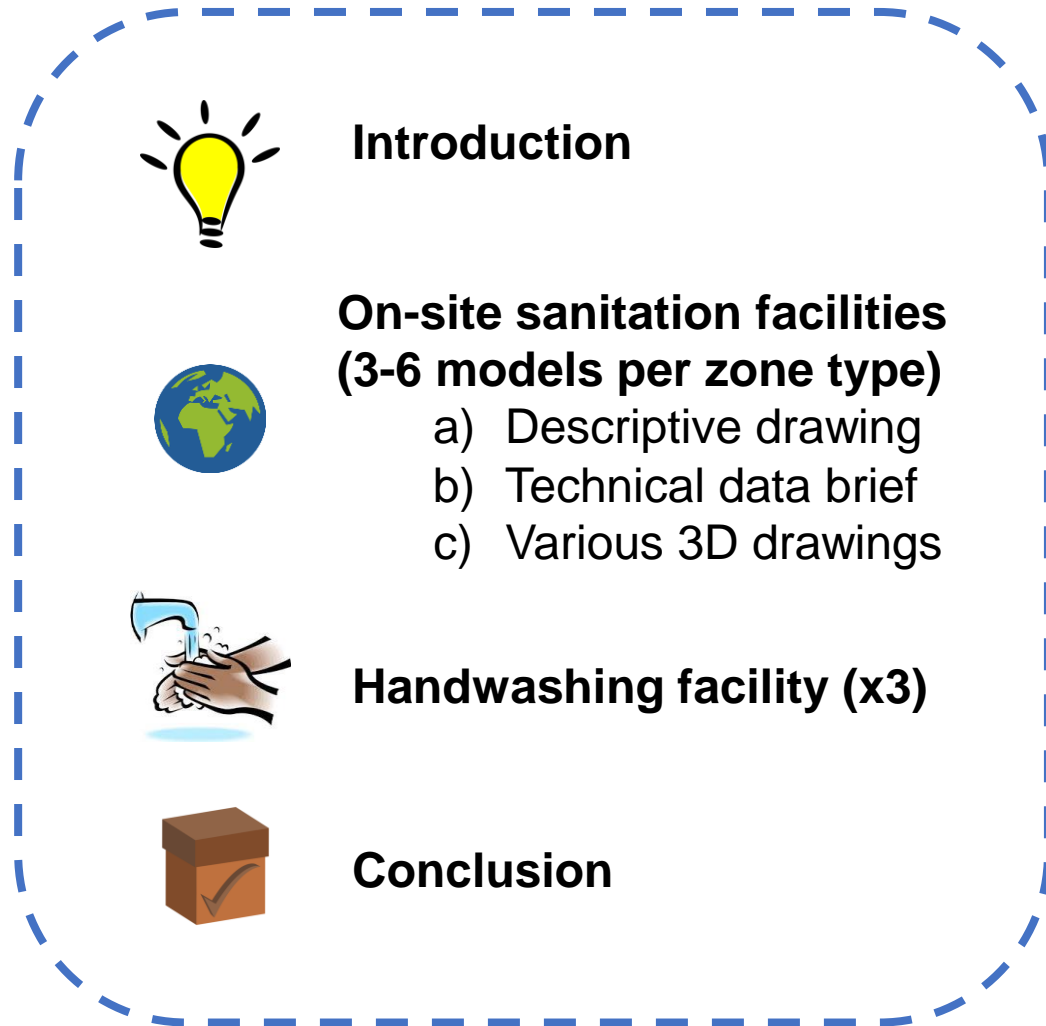 Introduction
On-site sanitation facilities
(3-6 models per zone type)
a) Descriptive drawing
b) Technical data brief
c) Various 3D drawings
Handwashing facility (x3)
Conclusion